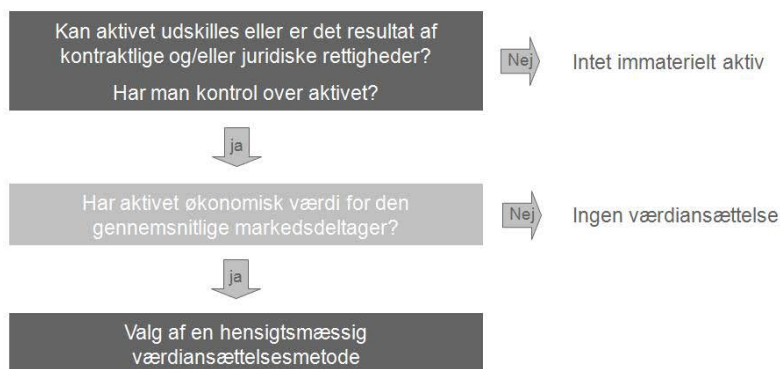 Kan aktivet udskilles eller er det resultat af
kontraktlige og/eller juridiske rettigheder?
Har man kontrol over aktivet?
Nej
Intet immaterielt aktiv
ja
Har aktivet økonomisk værdi for den
gennemsnitlige markedsdeltager?
Nej
Ingen værdiansættelse
ja
Valg af en hensigtsmæssig
værdiansættelsesmetode